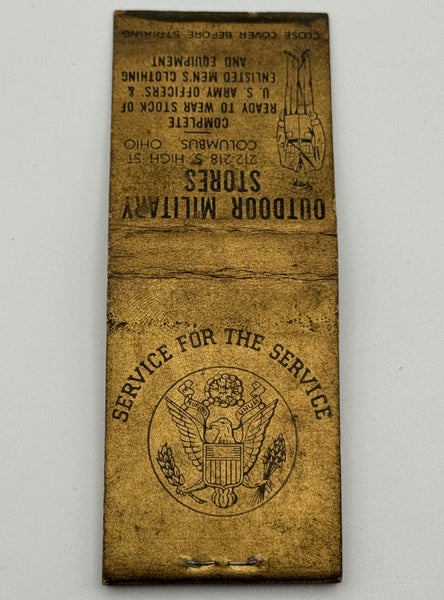 SERVICE FOR THE SERVICE
OUTDOOR MILITARY
STORES
212-218 S. HIGH ST.
COLUMBUS, OHIO
COMPLETE
READY TO WEAR STOCK OF
U. S. ARMY OFFICERS' &
ENLISTED MEN'S CLOTHING
AND EQUIPMENT
CLOSE COVER BEFORE STRIKING